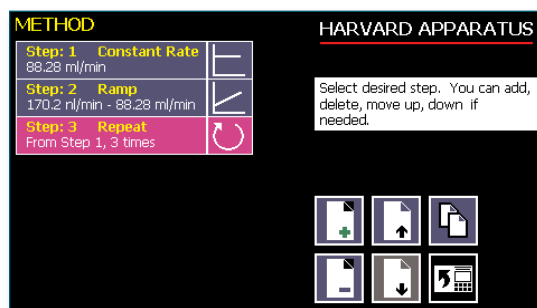 METHOD
Step: 1 Constant Rate
88.28 ml/min
Step: 2 Ramp
170.2 nl/min - 88.28 ml/min
Step: 3 Repeat
From Step 1, 3 times
HARVARD APPARATUS
Select desired step. You can add,
delete, move up, down if
needed.